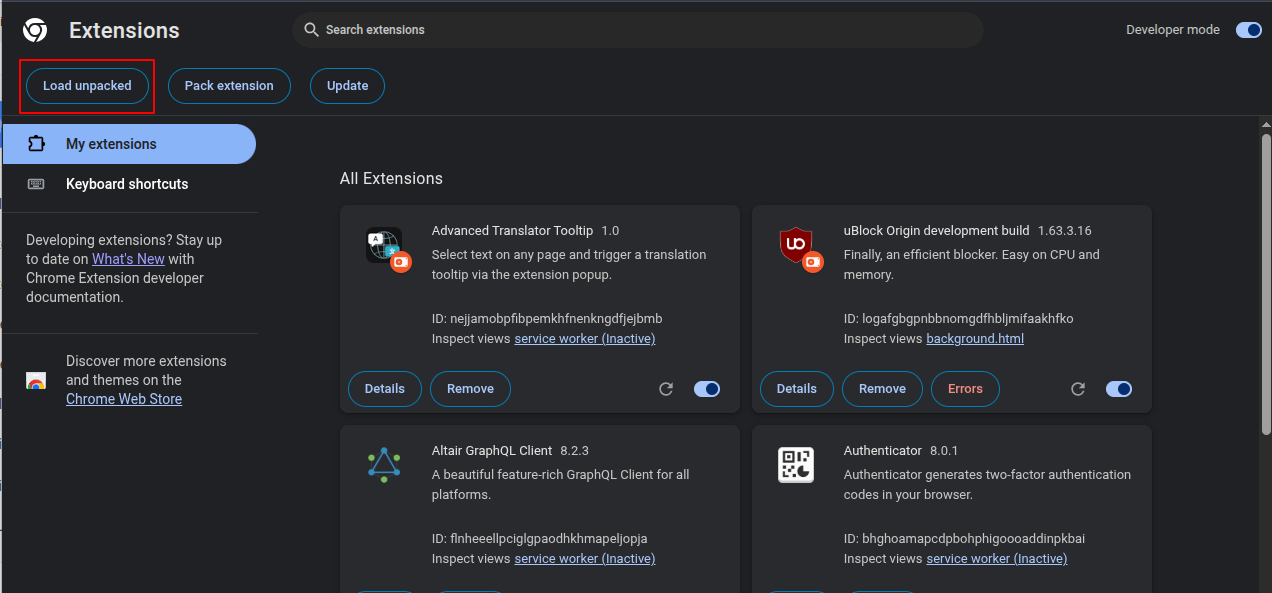 Extensions
Search extensions
Developer mode
Load unpacked
Pack extension
Update
My extensions
Keyboard shortcuts
Developing extensions? Stay up
to date on What's New with
Chrome Extension developer
documentation.
Discover more extensions
and themes on the
Chrome Web Store
All Extensions
Advanced Translator Tooltip 1.0
Select text on any page and trigger a translation
tooltip via the extension popup.
ID: nejjamobpfibpemkhfnenkngdfjejbmb
Inspect views service worker (Inactive)
Details
Remove
uBlock Origin development build 1.63.3.16
Finally, an efficient blocker. Easy on CPU and
memory.
ID: logafgbgpnbbnomgdfhbljmifaakhfko
Inspect views background.html
Details
Remove
Errors
Altair GraphQL Client 8.2.3
A beautiful feature-rich GraphQL Client for all
platforms.
ID: flnheeellpciglgpaodhkhmapeljopja
Inspect views service worker (Inactive)
Authenticator 8.0.1
Authenticator generates two-factor authentication
codes in your browser.
ID: bhghoamapcdpbohphigoooaddinpkbai
Inspect views service worker (Inactive)